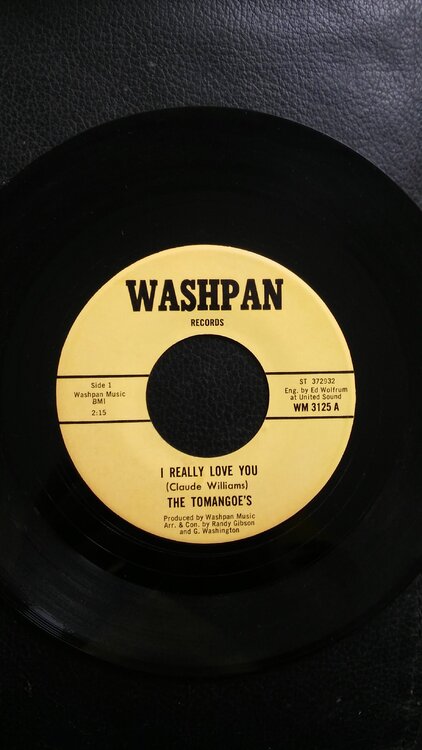 WASHPAN
RECORDS
Side 1
Washpan Music
BMI
2:15
ST 372932
Eng. by Ed Wolfrum
at United Sound
WM 3125 A
I REALLY LOVE YOU
(Claude Williams)
THE TOMANGOE'S
Produced by Washpan Music
Arr. & Con. by Randy Gibson
and G. Washington